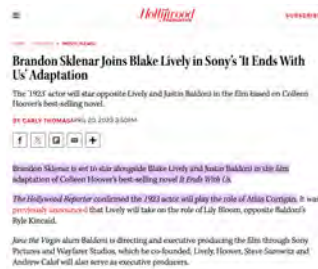 Hollywood
SUBSCRIBE
Brandon Sklenar Joins Blake Lively in Sony's 'It Ends With
Us' Adaptation
The '1923' actor will star opposite Lively and Justin Baldoni in the film based on Colleen
Hoover's best-selling novel.
BY CARLY THOMAS APRIL 20, 2023 2:50PM
Brandon Sklenar is set to star alongside Blake Lively and Justin Baldoni in the film
adaptation of Colleen Hoover's best-selling novel It Ends With Us.
The Hollywood Reporter confirmed the 1923 actor will play the role of Atlas Corrigan. It was
previously announced that Lively will take on the role of Lily Bloom, opposite Baldoni's
Ryle Kincaid.
Jane the Virgin alum Baldoni is directing and executive producing the film through Sony
Pictures and Wayfarer Studios, which he co-founded. Lively, Hoover, Steve Sarowitz and
Andrew Calof will also serve as executive producers.